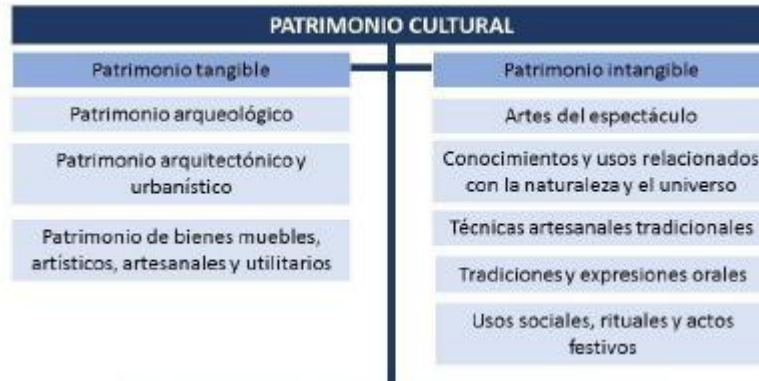 PATRIMONIO CULTURAL
Patrimonio tangible
Patrimonio arqueológico
Patrimonio arquitectónico y
urbanístico
Patrimonio de bienes muebles,
artísticos, artesanales y utilitarios
Patrimonio intangible
Artes del espectáculo
Conocimientos y usos relacionados
con la naturaleza y el universo
Técnicas artesanales tradicionales
Tradiciones y expresiones orales
Usos sociales, rituales y actos
festivos